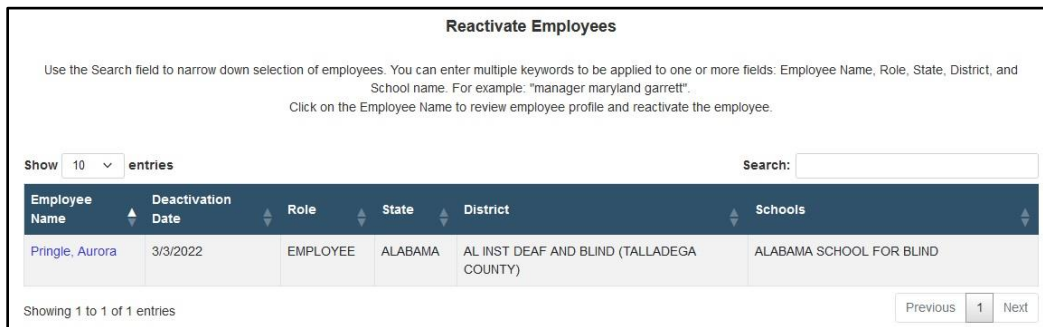 Reactivate Employees
Use the Search field to narrow down selection of employees. You can enter multiple keywords to be applied to one or more fields: Employee Name, Role, State, District, and
School name. For example: "manager maryland garrett".
Click on the Employee Name to review employee profile and reactivate the employee.
Show 10 entries Search:
Employee Name Deactivation Date Role State District Schools
Pringle, Aurora 3/3/2022 EMPLOYEE ALABAMA AL INST DEAF AND BLIND (TALLADEGA ALABAMA SCHOOL FOR BLIND
COUNTY)
Showing 1 to 1 of 1 entries Previous 1 Next